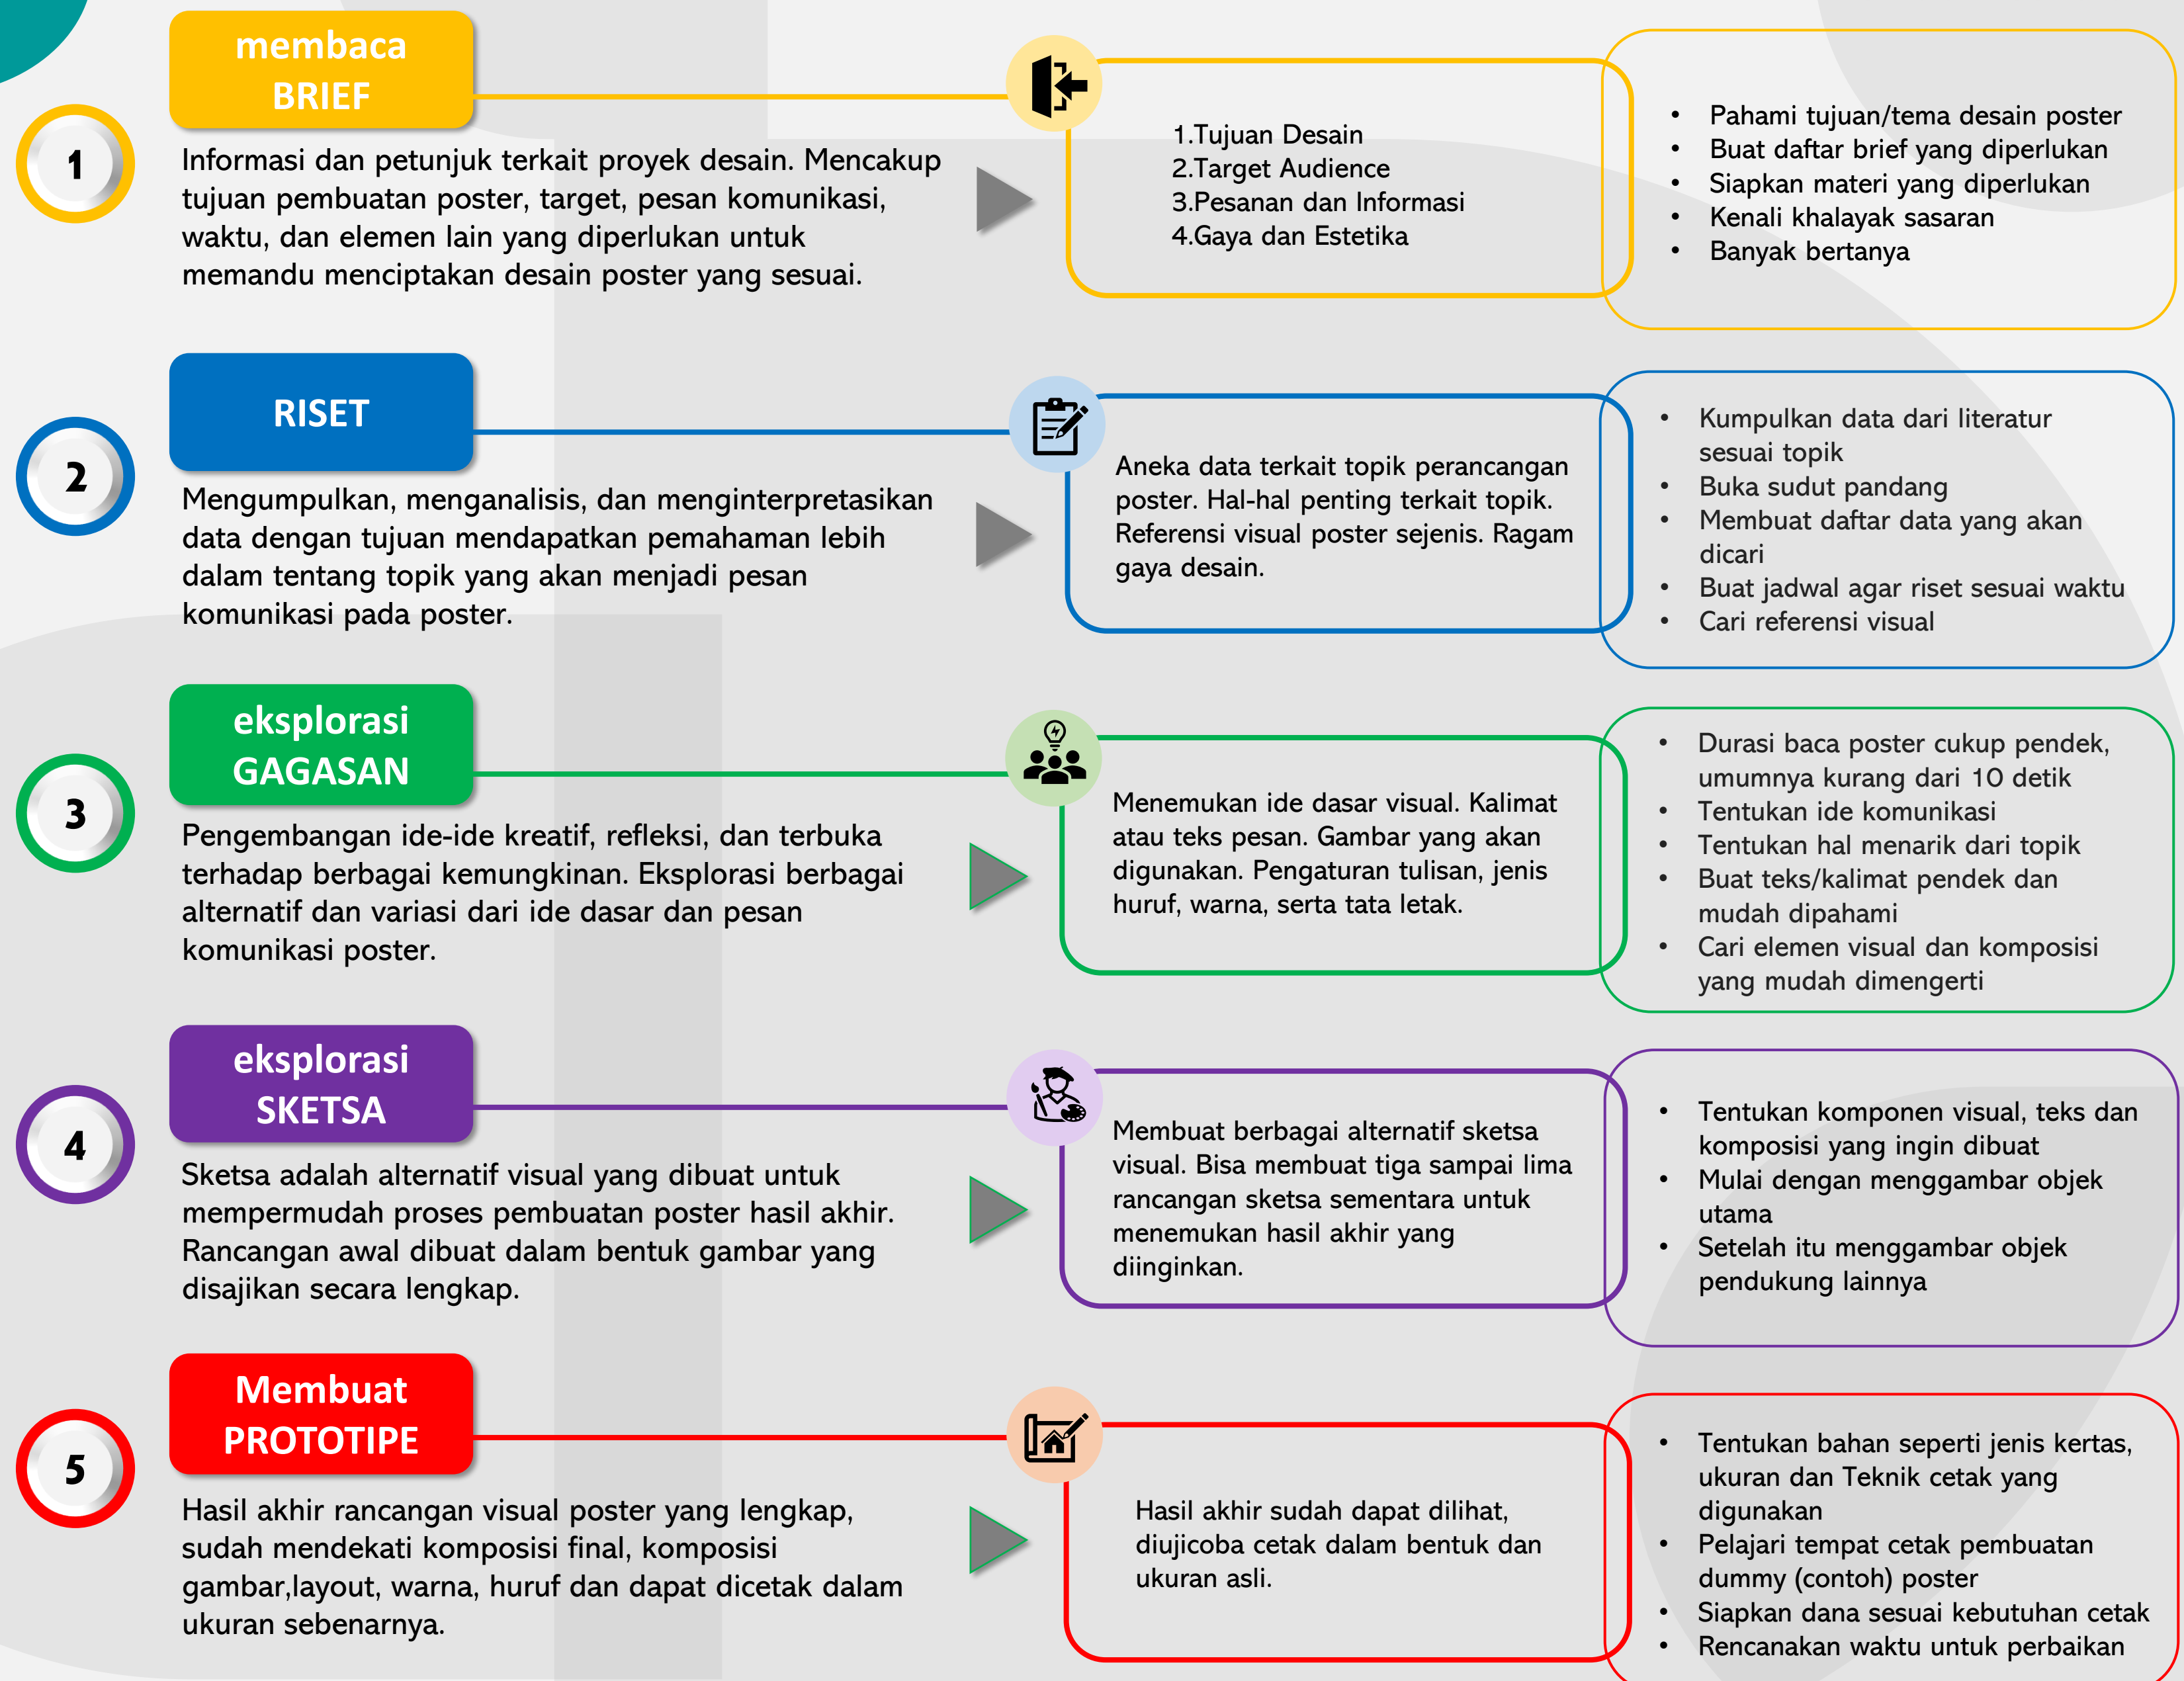 membaca
BRIEF
1
Informasi dan petunjuk terkait proyek desain. Mencakup
tujuan pembuatan poster, target, pesan komunikasi,
waktu, dan elemen lain yang diperlukan untuk
memandu menciptakan desain poster yang sesuai.
1.Tujuan Desain
2.Target Audience
3.Pesanan dan Informasi
4.Gaya dan Estetika
• Pahami tujuan/tema desain poster
• Buat daftar brief yang diperlukan
• Siapkan materi yang diperlukan
• Kenali khalayak sasaran
• Banyak bertanya
RISET
2
Mengumpulkan, menganalisis, dan menginterpretasikan
data dengan tujuan mendapatkan pemahaman lebih
dalam tentang topik yang akan menjadi pesan
komunikasi pada poster.
Aneka data terkait topik perancangan
poster. Hal-hal penting terkait topik.
Referensi visual poster sejenis. Ragam
gaya desain.
• Kumpulkan data dari literatur
sesuai topik
• Buka sudut pandang
• Membuat daftar data yang akan
dicari
• Buat jadwal agar riset sesuai waktu
• Cari referensi visual
eksplorasi
GAGASAN
3
Pengembangan ide-ide kreatif, refleksi, dan terbuka
terhadap berbagai kemungkinan. Eksplorasi berbagai
alternatif dan variasi dari ide dasar dan pesan
komunikasi poster.
Menemukan ide dasar visual. Kalimat
atau teks pesan. Gambar yang akan
digunakan. Pengaturan tulisan, jenis
huruf, warna, serta tata letak.
• Durasi baca poster cukup pendek,
umumnya kurang dari 10 detik
• Tentukan ide komunikasi
• Tentukan hal menarik dari topik
• Buat teks/kalimat pendek dan
mudah dipahami
• Cari elemen visual dan komposisi
yang mudah dimengerti
eksplorasi
SKETSA
4
Sketsa adalah alternatif visual yang dibuat untuk
mempermudah proses pembuatan poster hasil akhir.
Rancangan awal dibuat dalam bentuk gambar yang
disajikan secara lengkap.
Membuat berbagai alternatif sketsa
visual. Bisa membuat tiga sampai lima
rancangan sketsa sementara untuk
menemukan hasil akhir yang
diinginkan.
• Tentukan komponen visual, teks dan
komposisi yang ingin dibuat
• Mulai dengan menggambar objek
utama
• Setelah itu menggambar objek
pendukung lainnya
Membuat
PROTOTIPE
5
Hasil akhir rancangan visual poster yang lengkap,
sudah mendekati komposisi final, komposisi
gambar,layout, warna, huruf dan dapat dicetak dalam
ukuran sebenarnya.
Hasil akhir sudah dapat dilihat,
diujicoba cetak dalam bentuk dan
ukuran asli.
• Tentukan bahan seperti jenis kertas,
ukuran dan Teknik cetak yang
digunakan
• Pelajari tempat cetak pembuatan
dummy (contoh) poster
• Siapkan dana sesuai kebutuhan cetak
• Rencanakan waktu untuk perbaikan